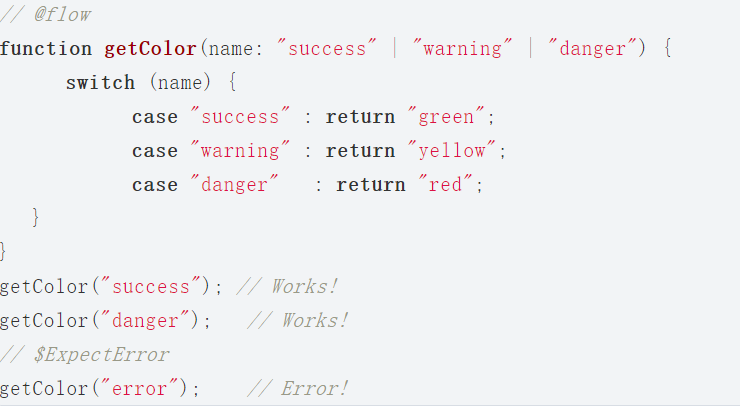 // @flow
function getColor(name: "success" | "warning" | "danger") {
switch (name) {
case "success" : return "green";
case "warning" : return "yellow";
case "danger" : return "red";
}
}
getColor("success"); // Works!
getColor("danger"); // Works!
// $ExpectError
getColor("error"); // Error!